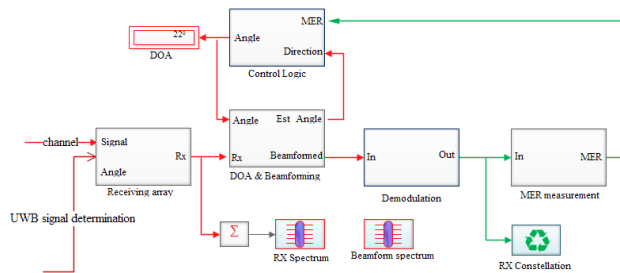 MER
22º
Angle
Direction
DOA
Control Logic
Angle
Est Angle
Rx
Beamformed
DOA & Beamforming
channel
Signal
Rx
Angle
Receiving array
In
Out
Demodulation
In
MER
MER measurement
UWB signal determination
Σ
RX Spectrum
Beamform spectrum
RX Constellation